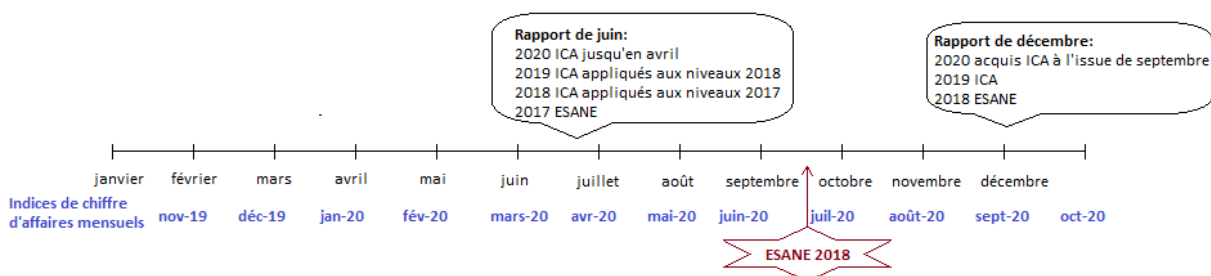 Rapport de juin:
2020 ICA jusqu'en avril
2019 ICA appliqués aux niveaux 2018
2018 ICA appliqués aux niveaux 2017
2017 ESANE
Rapport de décembre:
2020 acquis ICA à l'issue de septembre
2019 ICA
2018 ESANE
janvier février mars avril mai juin juillet août septembre octobre novembre décembre
Indices de chiffre
d'affaires mensuels
nov-19 déc-19 jan-20 fév-20 mars-20 avr-20 mai-20 juin-20 juil-20 août-20 sept-20 oct-20
ESANE 2018